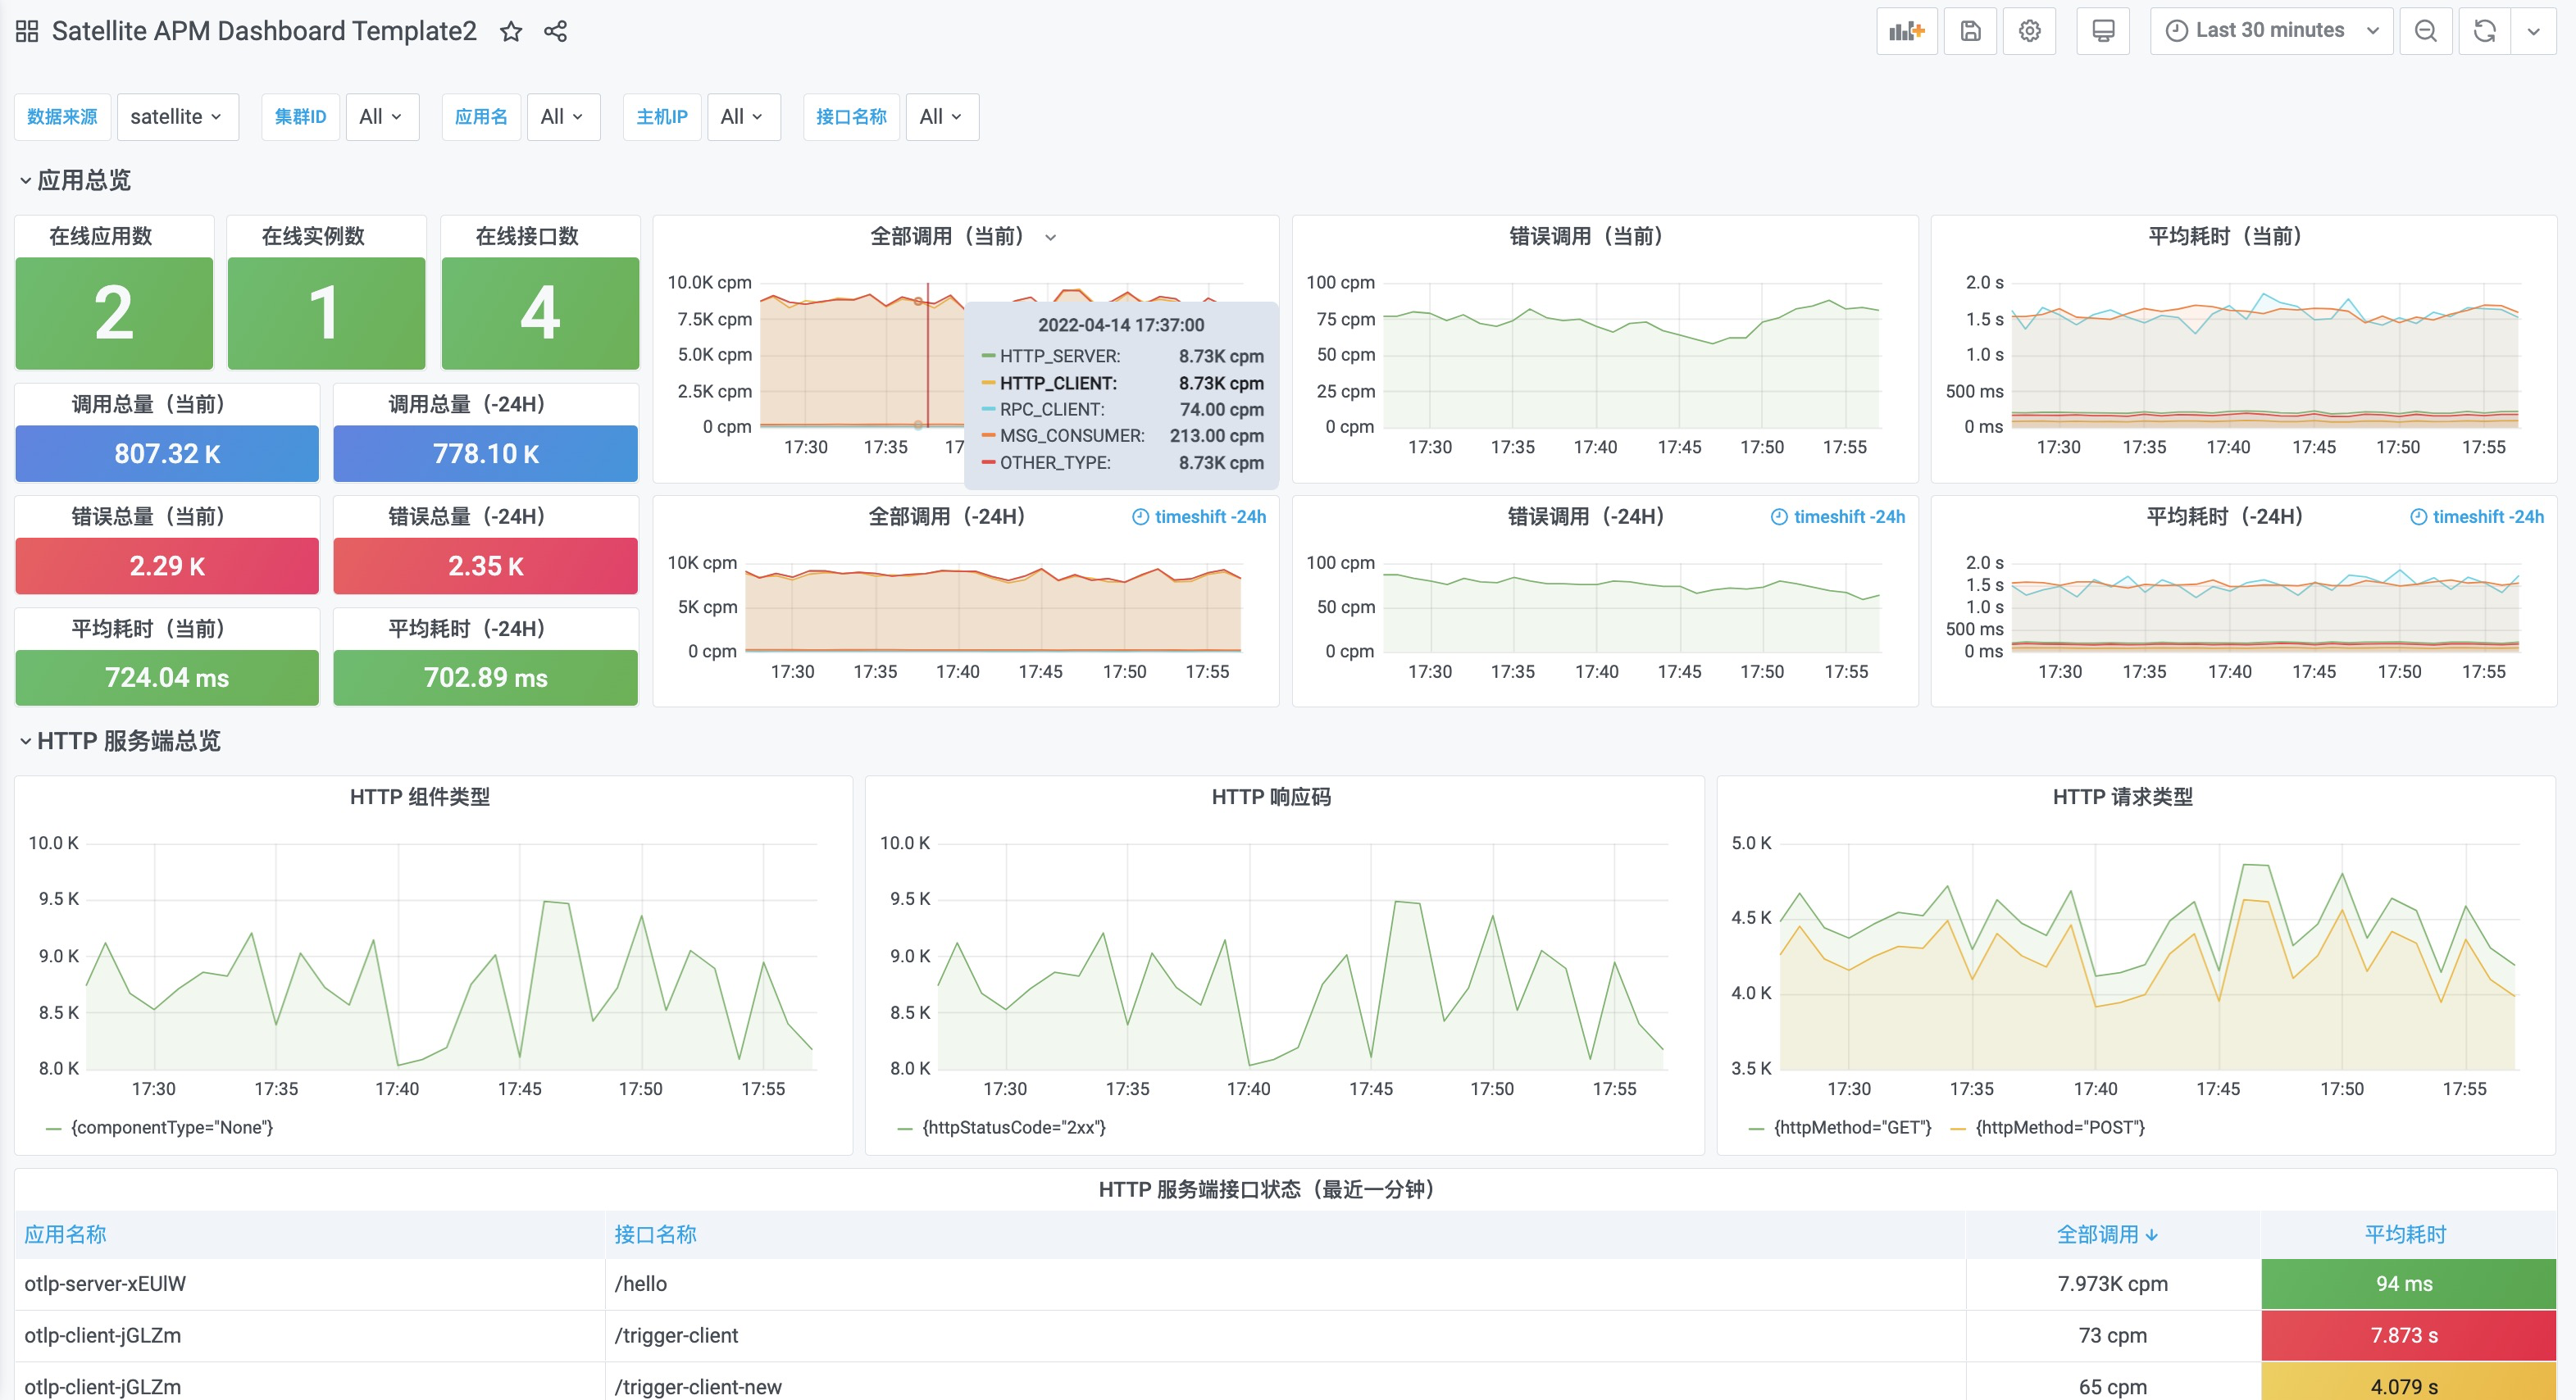 Satellite APM Dashboard Template2
Last 30 minutes
数据来源 satellite 集群ID All 应用名 All 主机IP All 接口名称 All
应用总览
在线应用数
2
在线实例数
1
在线接口数
4
调用总量（当前）
807.32 K
调用总量（-24H）
778.10 K
错误总量（当前）
2.29 K
错误总量（-24H）
2.35 K
平均耗时（当前）
724.04 ms
平均耗时（-24H）
702.89 ms
全部调用（当前）
10.0K cpm
7.5K cpm
5.0K cpm
2.5K cpm
0 cpm
17:30 17:35 17
2022-04-14 17:37:00
HTTP_SERVER: 8.73K cpm
HTTP_CLIENT: 8.73K cpm
RPC_CLIENT: 74.00 cpm
MSG_CONSUMER: 213.00 cpm
OTHER_TYPE: 8.73K cpm
错误调用（当前）
100 cpm
75 cpm
50 cpm
25 cpm
0 cpm
17:30 17:35 17:40 17:45 17:50 17:55
平均耗时（当前）
2.0 s
1.5 s
1.0 s
500 ms
0 ms
17:30 17:35 17:40 17:45 17:50 17:55
全部调用（-24H） timeshift -24h
10K cpm
5K cpm
0 cpm
17:30 17:35 17:40 17:45 17:50 17:55
错误调用（-24H） timeshift -24h
100 cpm
50 cpm
0 cpm
17:30 17:35 17:40 17:45 17:50 17:55
平均耗时（-24H） timeshift -24h
2.0 s
1.5 s
1.0 s
500 ms
0 ms
17:30 17:35 17:40 17:45 17:50 17:55
HTTP 服务端总览
HTTP 组件类型
10.0 K
9.5 K
9.0 K
8.5 K
8.0 K
17:30 17:35 17:40 17:45 17:50 17:55
{componentType="None"}
HTTP 响应码
10.0 K
9.5 K
9.0 K
8.5 K
8.0 K
17:30 17:35 17:40 17:45 17:50 17:55
{httpStatusCode="2xx"}
HTTP 请求类型
5.0 K
4.5 K
4.0 K
3.5 K
17:30 17:35 17:40 17:45 17:50 17:55
{httpMethod="GET"} {httpMethod="POST"}
HTTP 服务端接口状态（最近一分钟）
应用名称 接口名称 全部调用 平均耗时
otlp-server-xEUlW /hello 7.973K cpm 94 ms
otlp-client-jGLZm /trigger-client 73 cpm 7.873 s
otlp-client-jGLZm /trigger-client-new 65 cpm 4.079 s